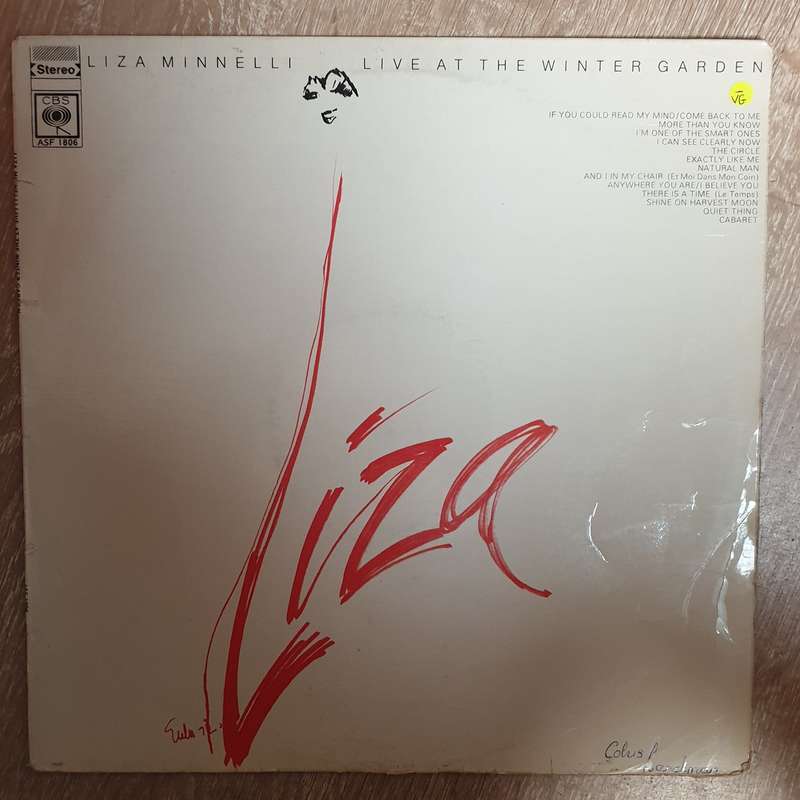 Stereo
LIZA MINNELLI LIVE AT THE WINTER GARDEN
CBS
ASF 1806
VG
IF YOU COULD READ MY MIND/COME BACK TO ME
MORE THAN YOU KNOW
I'M ONE OF THE SMART ONES
I CAN SEE CLEARLY NOW
THE CIRCLE
EXACTLY LIKE ME
NATURAL MAN
AND I IN MY CHAIR (Et Moi Dans Mon Coin)
ANYWHERE YOU ARE/I BELIEVE YOU
THERE IS A TIME (Le Temps)
SHINE ON HARVEST MOON
QUIET THING
CABARET
Liza